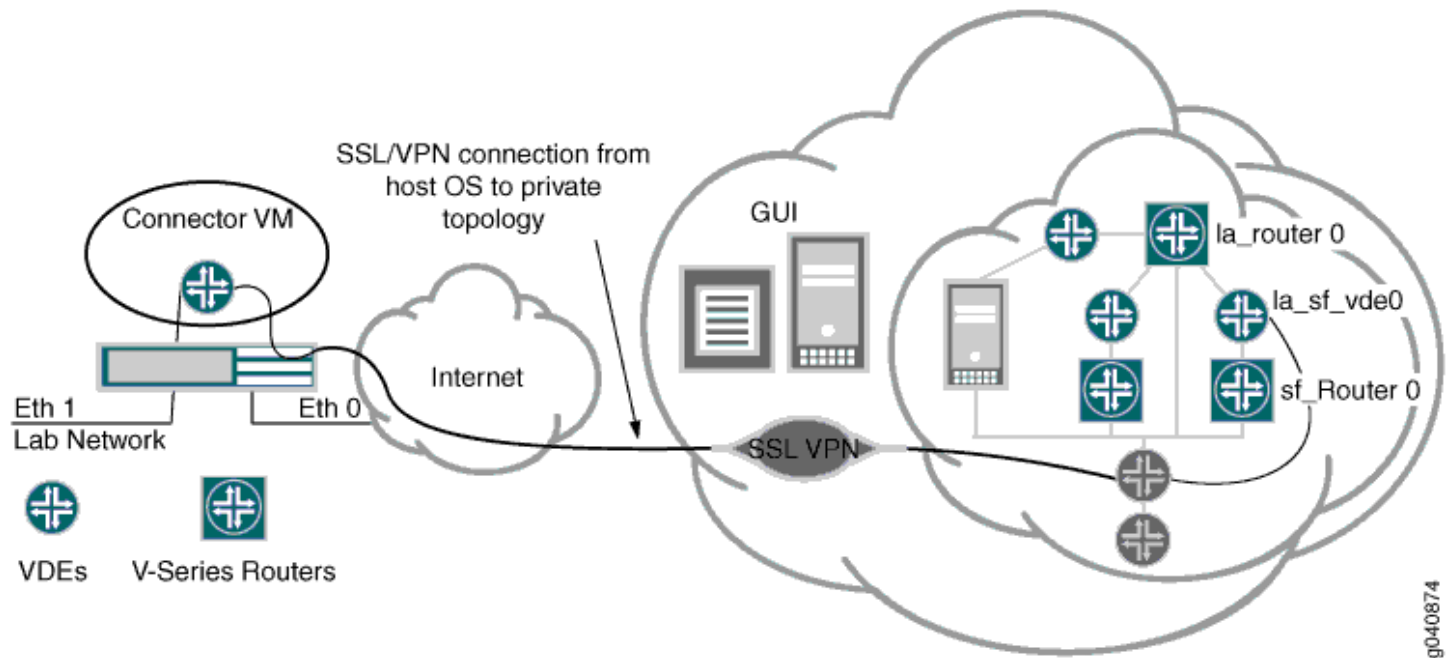 SSL/VPN connection from
host OS to private
topology
Connector VM
GUI
la_router 0
la_sf_vde0
Internet
sf_Router 0
Eth 1
Eth 0
Lab Network
SSL VPN
VDEs
V-Series Routers
g040874